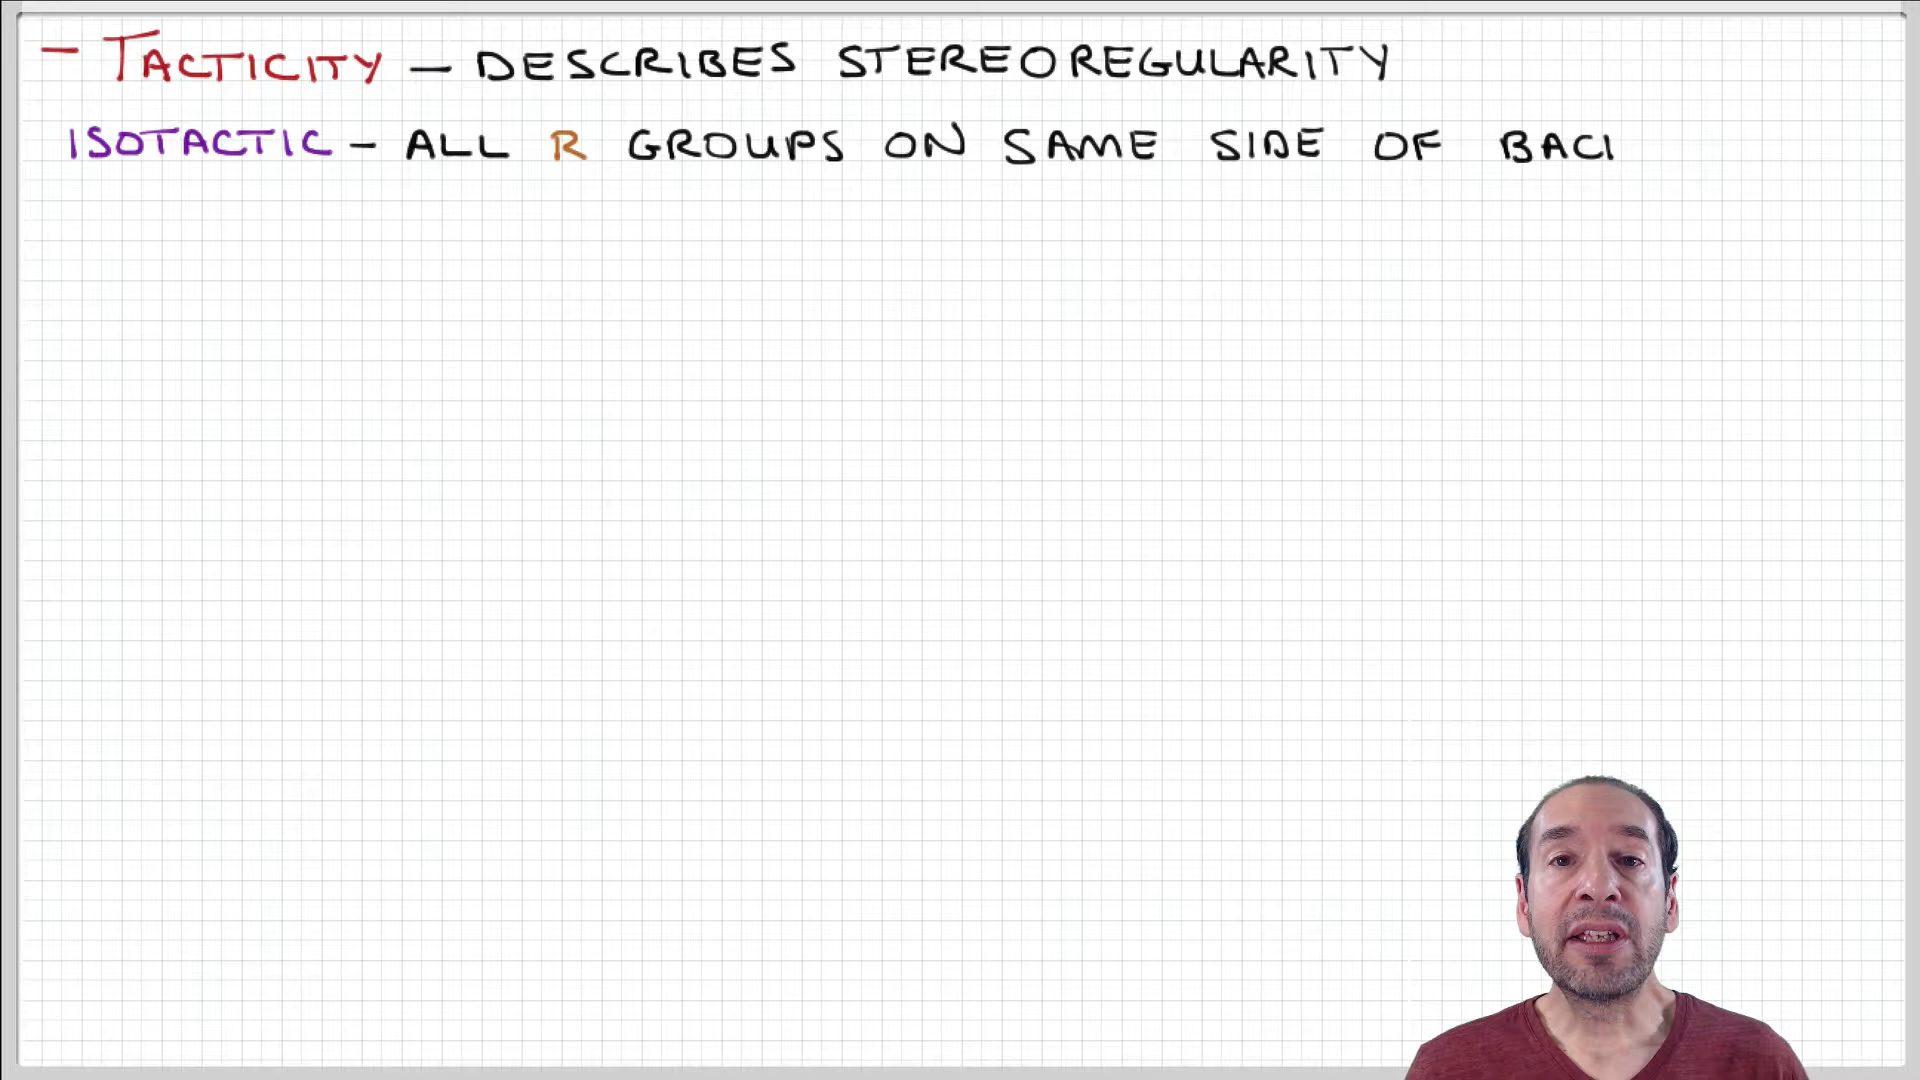 - TACTICITY - DESCRIBES STEREOREGULARITY
ISOTACTIC - ALL R GROUPS ON SAME SIDE OF BACI